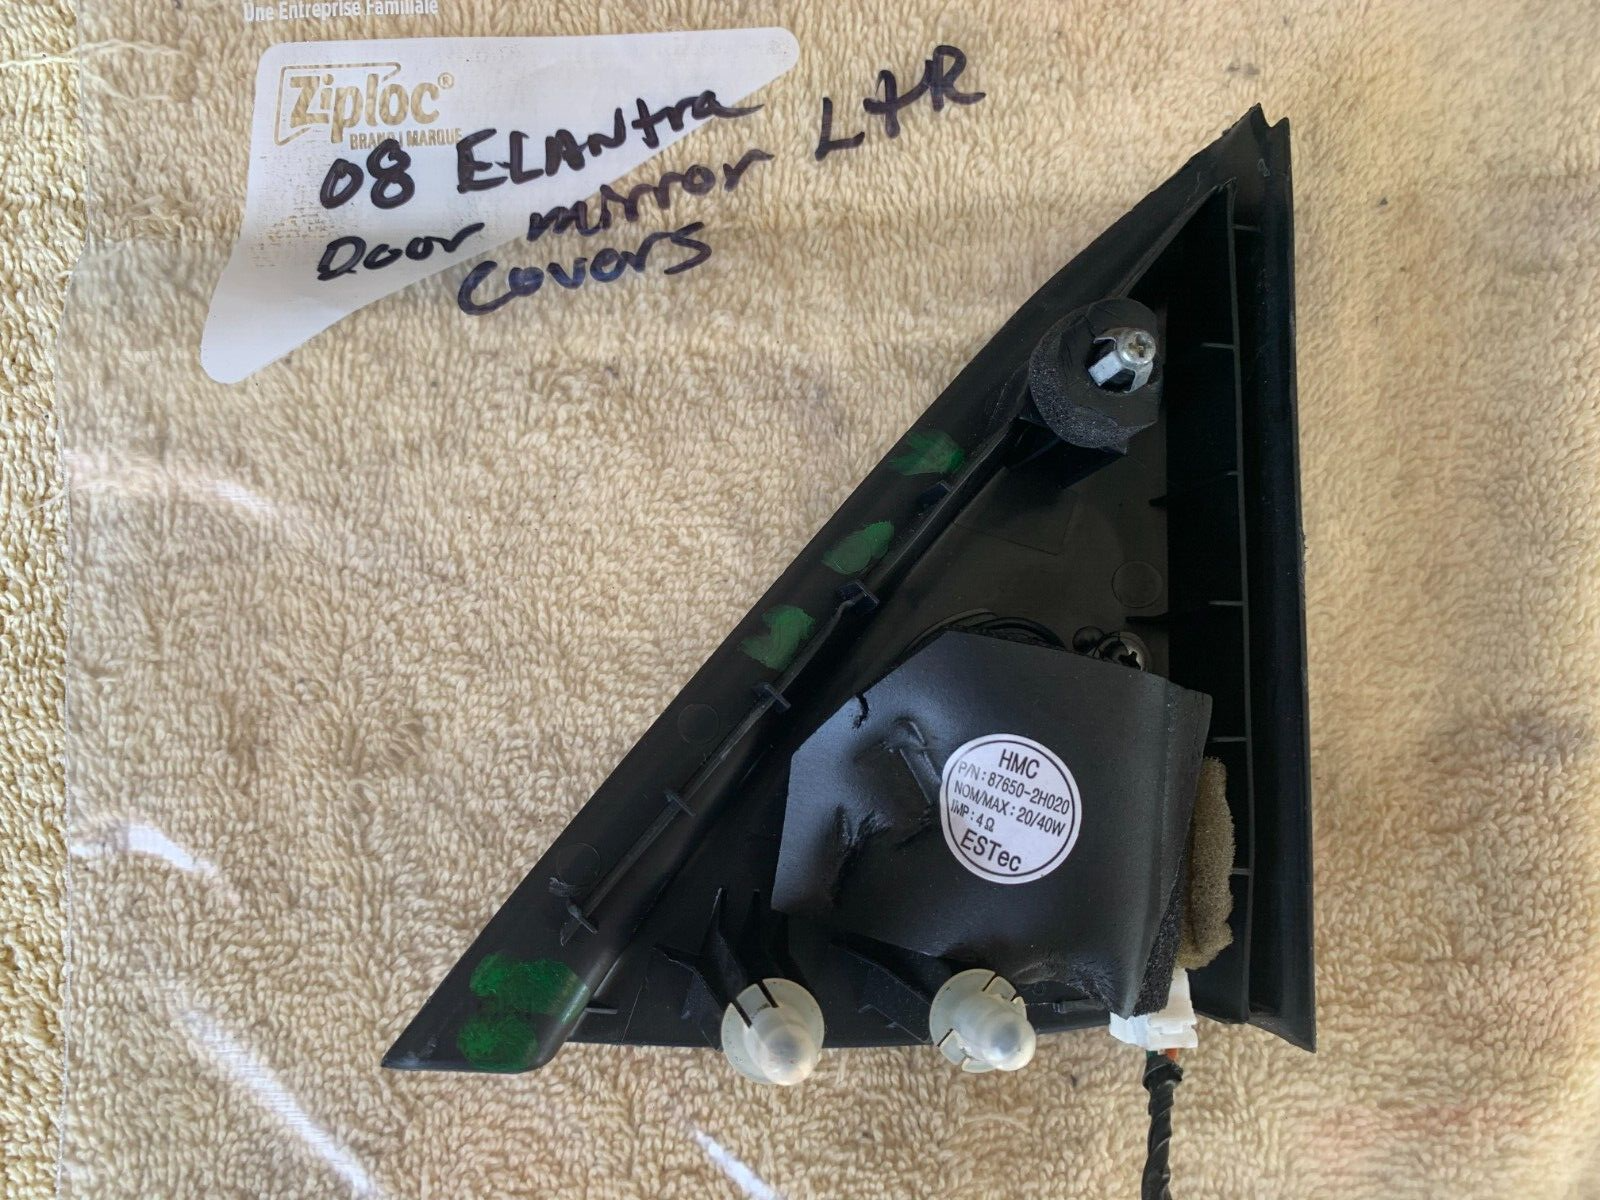 Une Entreprise Familiale
Ziploc®
BRAND | MARQUE
08 ELANtra
Door mirror L+R
Covers
HMC
P/N : 87650-2H020
NOM/MAX : 20/40W
IMP : 4 Ω
ESTec